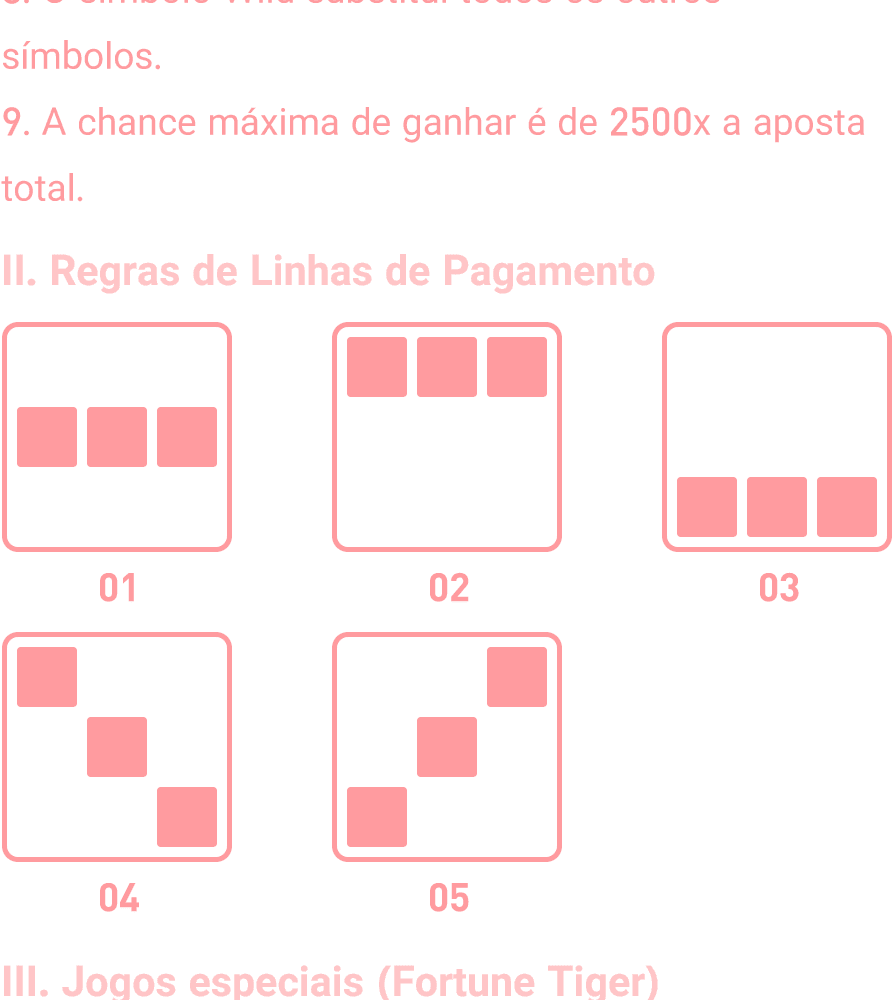 símbolos.
9. A chance máxima de ganhar é de 2500x a aposta
total.
II. Regras de Linhas de Pagamento
01
02
03
04
05
III. Jogos especiais (Fortune Tiger)